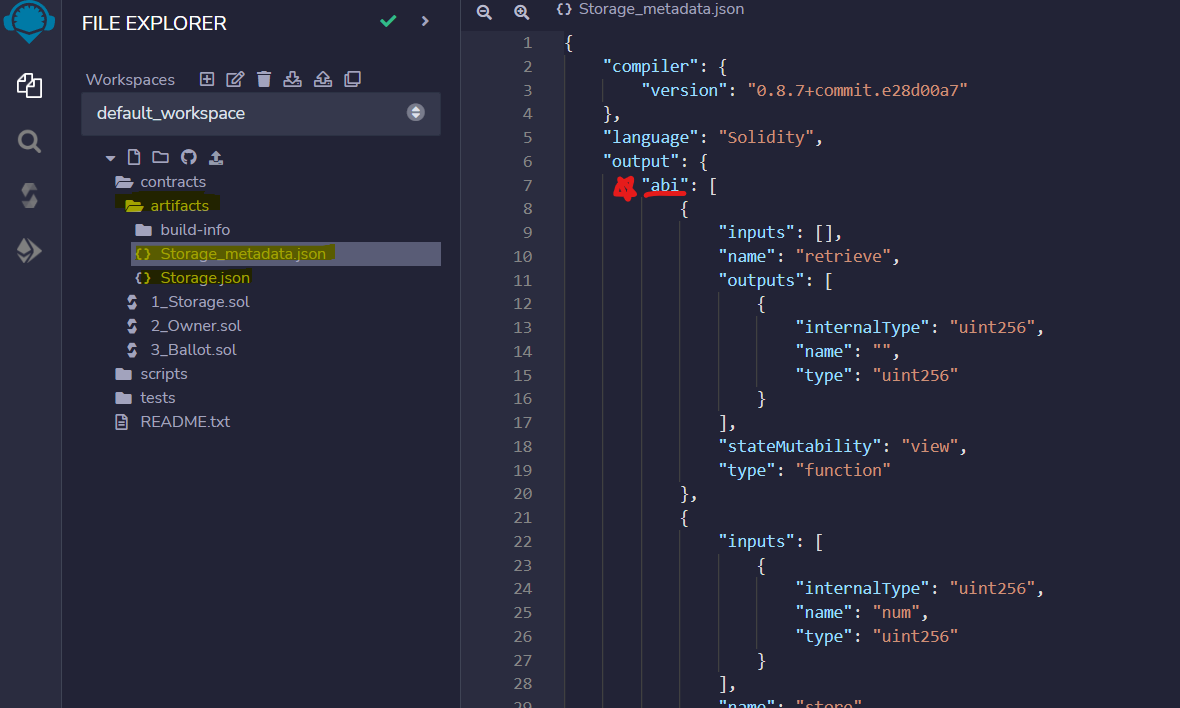 FILE EXPLORER
Workspaces
default_workspace
contracts
artifacts
build-info
{} Storage_metadata.json
{} Storage.json
1_Storage.sol
2_Owner.sol
3_Ballot.sol
scripts
tests
README.txt
{} Storage_metadata.json
1 {
2 "compiler": {
3 "version": "0.8.7+commit.e28d00a7"
4 },
5 "language": "Solidity",
6 "output": {
7 "abi": [
8 {
9 "inputs": [],
10 "name": "retrieve",
11 "outputs": [
12 {
13 "internalType": "uint256",
14 "name": "",
15 "type": "uint256"
16 }
17 ],
18 "stateMutability": "view",
19 "type": "function"
20 },
21 {
22 "inputs": [
23 {
24 "internalType": "uint256",
25 "name": "num",
26 "type": "uint256"
27 }
28 ],
29 "name": "store"